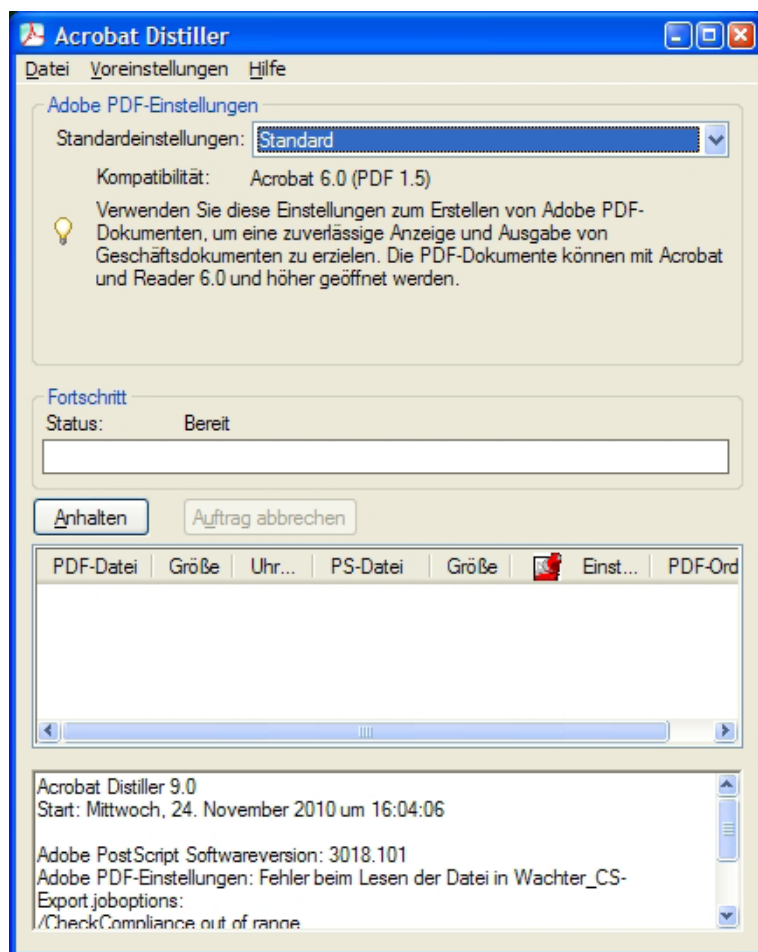 Acrobat Distiller
Datei Voreinstellungen Hilfe
Adobe PDF-Einstellungen
Standardeinstellungen: Standard
Kompatibilität: Acrobat 6.0 (PDF 1.5)
Verwenden Sie diese Einstellungen zum Erstellen von Adobe PDF-
Dokumenten, um eine zuverlässige Anzeige und Ausgabe von
Geschäftsdokumenten zu erzielen. Die PDF-Dokumente können mit Acrobat
und Reader 6.0 und höher geöffnet werden.
Fortschritt
Status: Bereit
Anhalten Auftrag abbrechen
PDF-Datei Größe Uhr... PS-Datei Größe Einst... PDF-Ord
Acrobat Distiller 9.0
Start: Mittwoch, 24. November 2010 um 16:04:06
Adobe PostScript Softwareversion: 3018.101
Adobe PDF-Einstellungen: Fehler beim Lesen der Datei in Wachter_CS-
Export.joboptions:
/CheckCompliance out of range